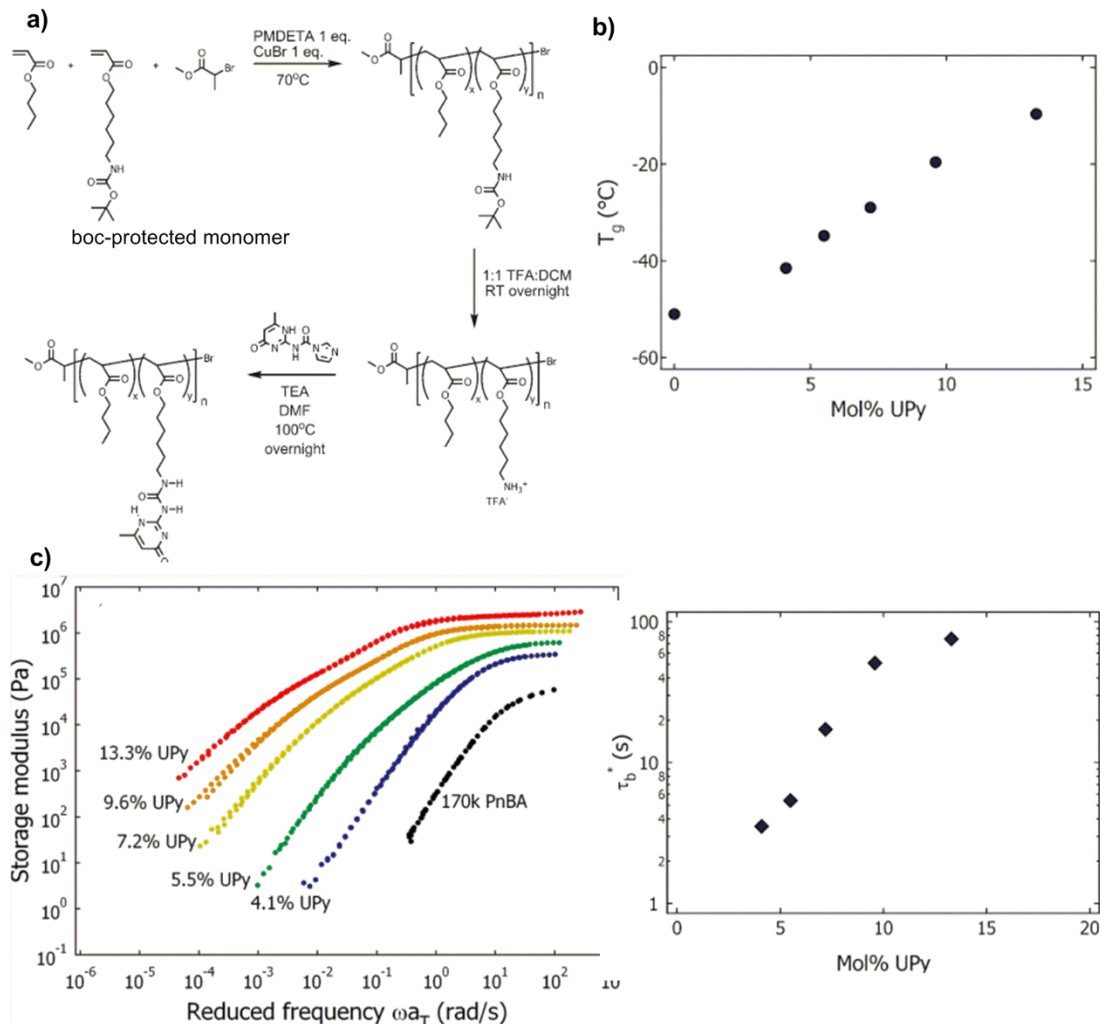 a)
PMDETA 1 eq.
CuBr 1 eq.
70°C
boc-protected monomer
1:1 TFA:DCM
RT overnight
TEA
DMF
100°C
overnight
TFA-
NH3+
b)
Tg (°C)
0
-20
-40
-60
0 5 10 15
Mol% UPy
c)
Storage modulus (Pa)
10^7
10^6
10^5
10^4
10^3
10^2
10^1
10^0
10^-1
13.3% UPy
9.6% UPy
7.2% UPy
5.5% UPy
4.1% UPy
170k PnBA
10^-6 10^-5 10^-4 10^-3 10^-2 10^-1 10^0 10^1 10^2
Reduced frequency ωaT (rad/s)
τb* (s)
100
8
6
4
2
10
8
6
4
2
1
0 5 10 15 20
Mol% UPy